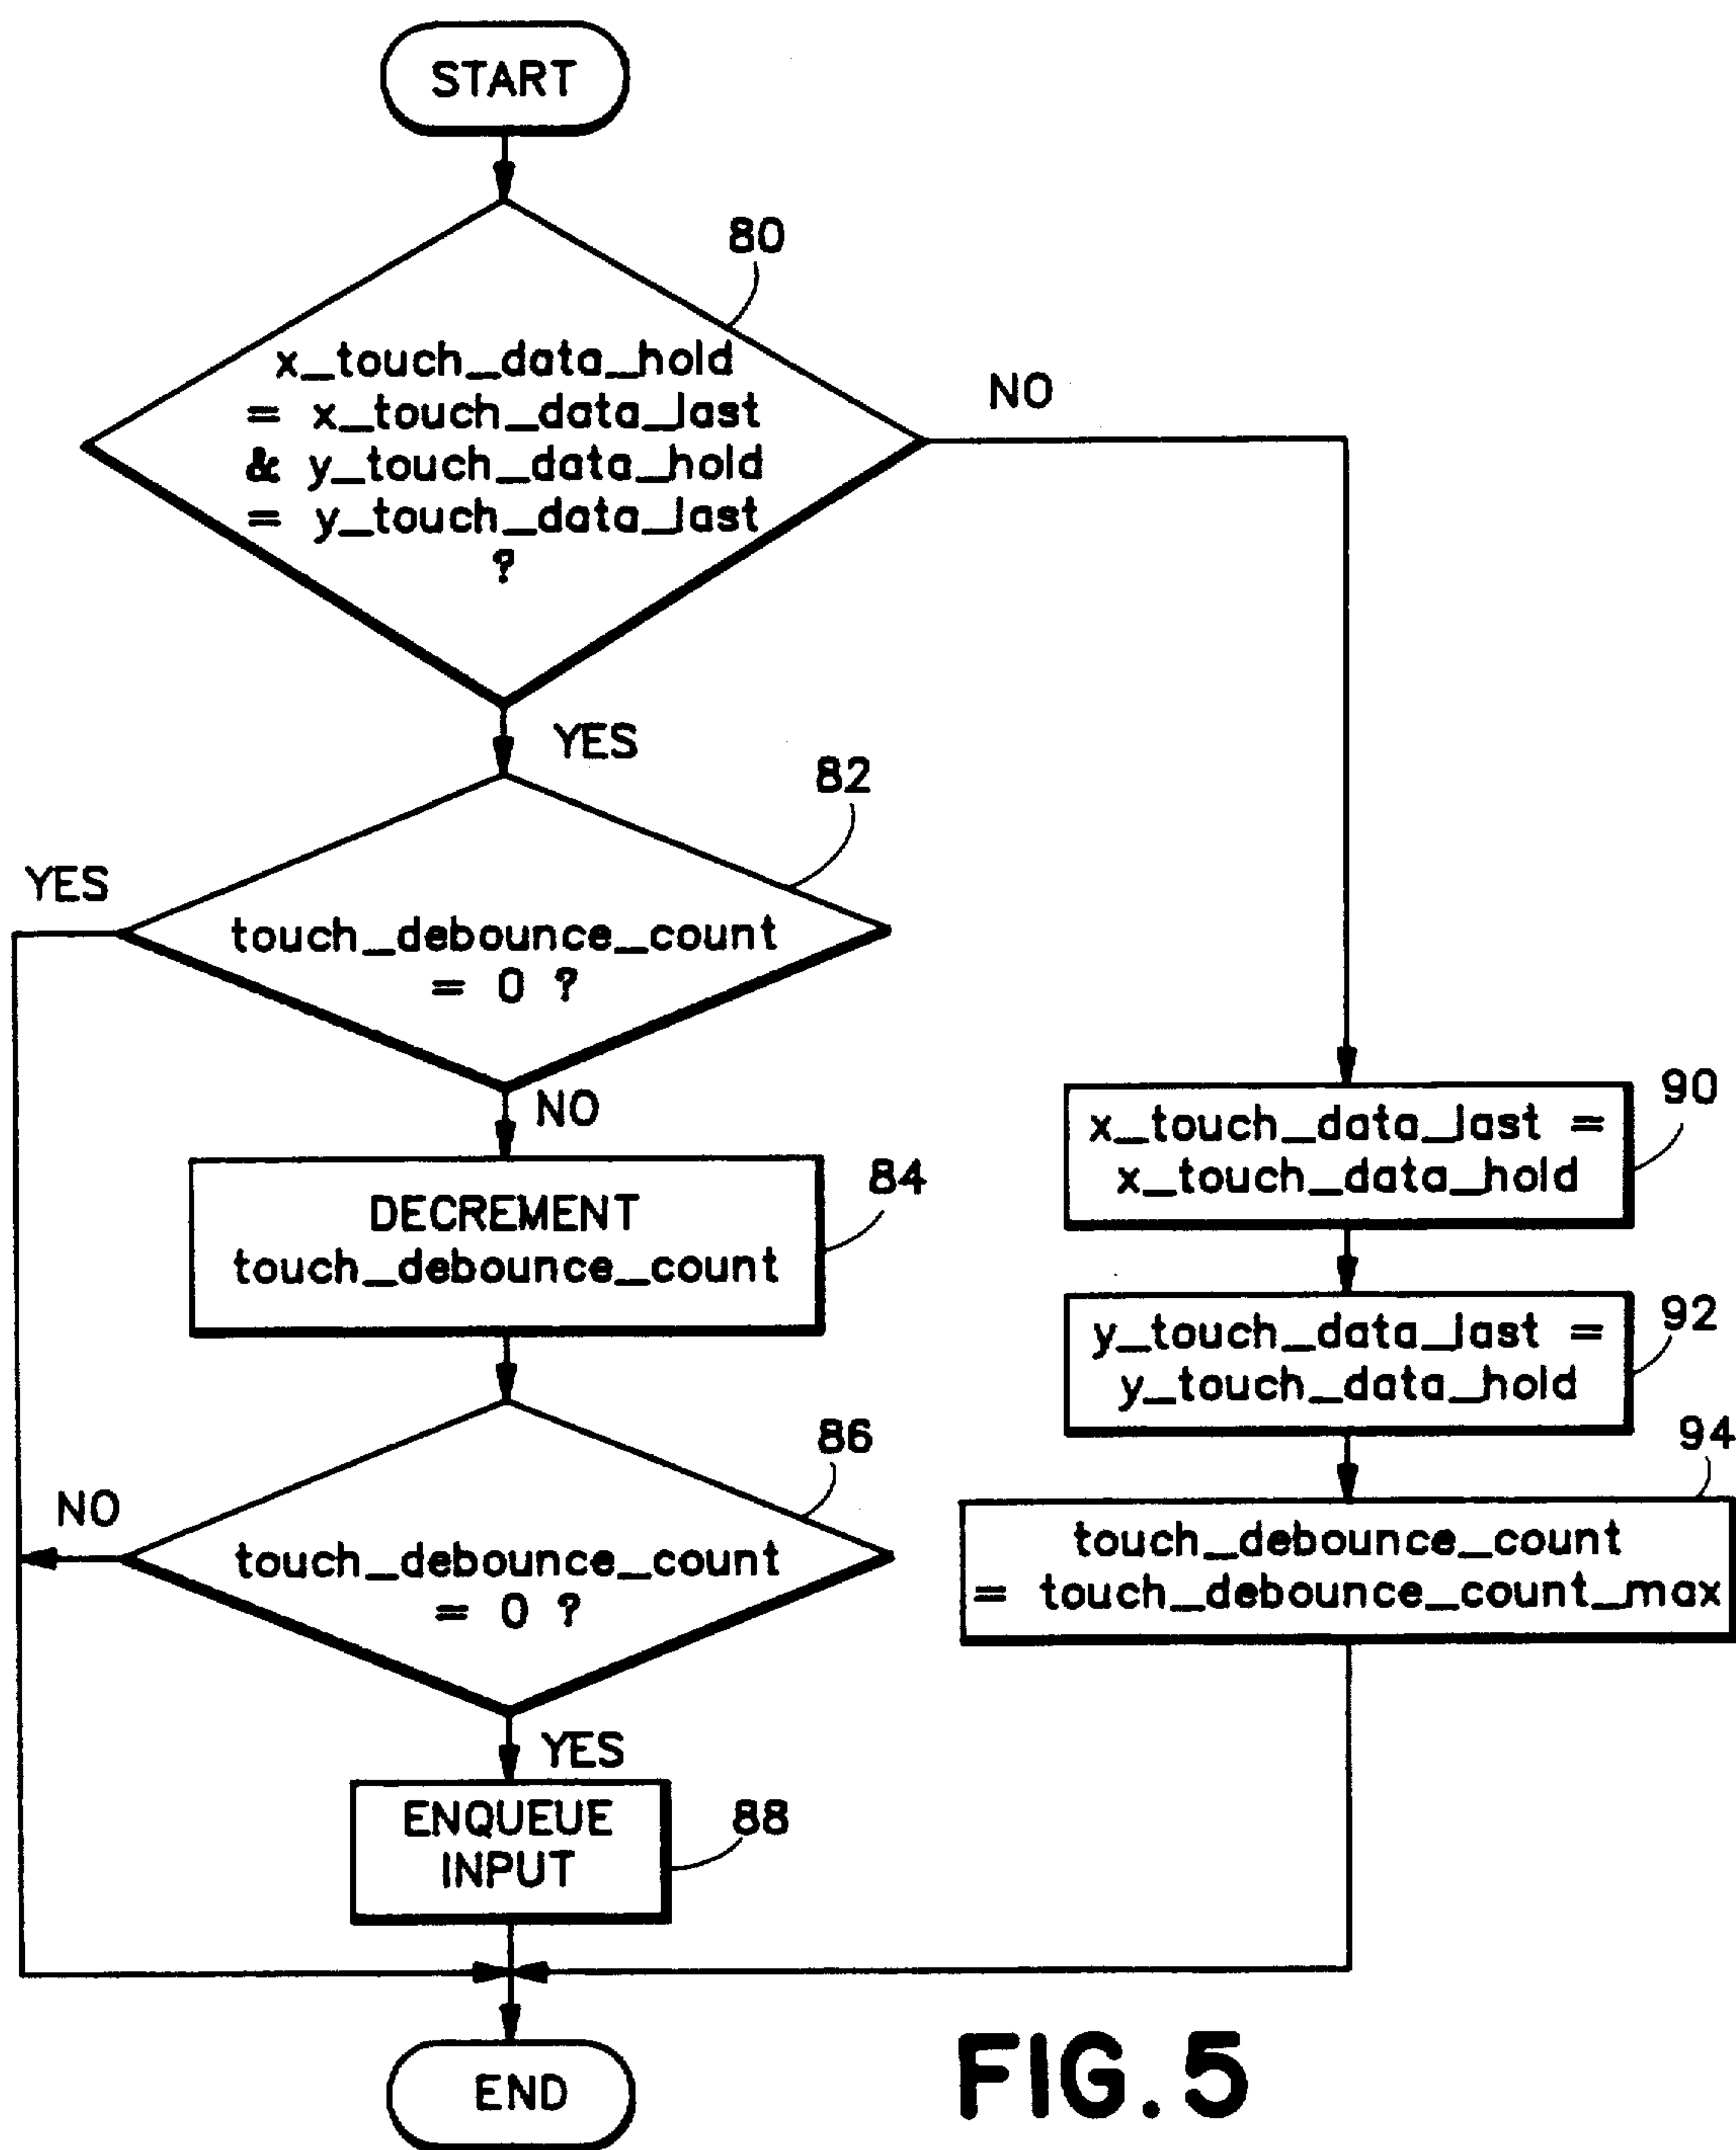 START
80
x_touch_data_hold
= x_touch_data_last
& y_touch_data_hold
= y_touch_data_last
?
NO
YES
82
YES
touch_debounce_count
= 0 ?
NO
DECREMENT
touch_debounce_count
84
86
NO
touch_debounce_count
= 0 ?
YES
ENQUEUE
INPUT
88
90
x_touch_data_last =
x_touch_data_hold
92
y_touch_data_last =
y_touch_data_hold
94
touch_debounce_count
= touch_debounce_count_max
END
FIG. 5